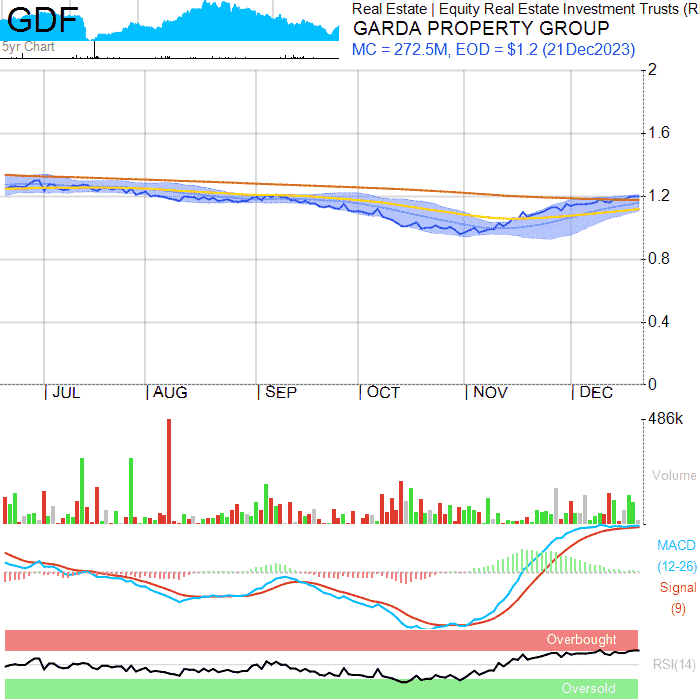 GDF
Real Estate | Equity Real Estate Investment Trusts (R
GARDA PROPERTY GROUP
5yr Chart
MC = 272.5M, EOD = $1.2 (21Dec2023)
2
1.6
1.2
0.8
0.4
0
| JUL
| AUG
| SEP
| OCT
| NOV
| DEC
486k
Volume
MACD
(12-26)
Signal
(9)
Overbought
RSI(14)
Oversold